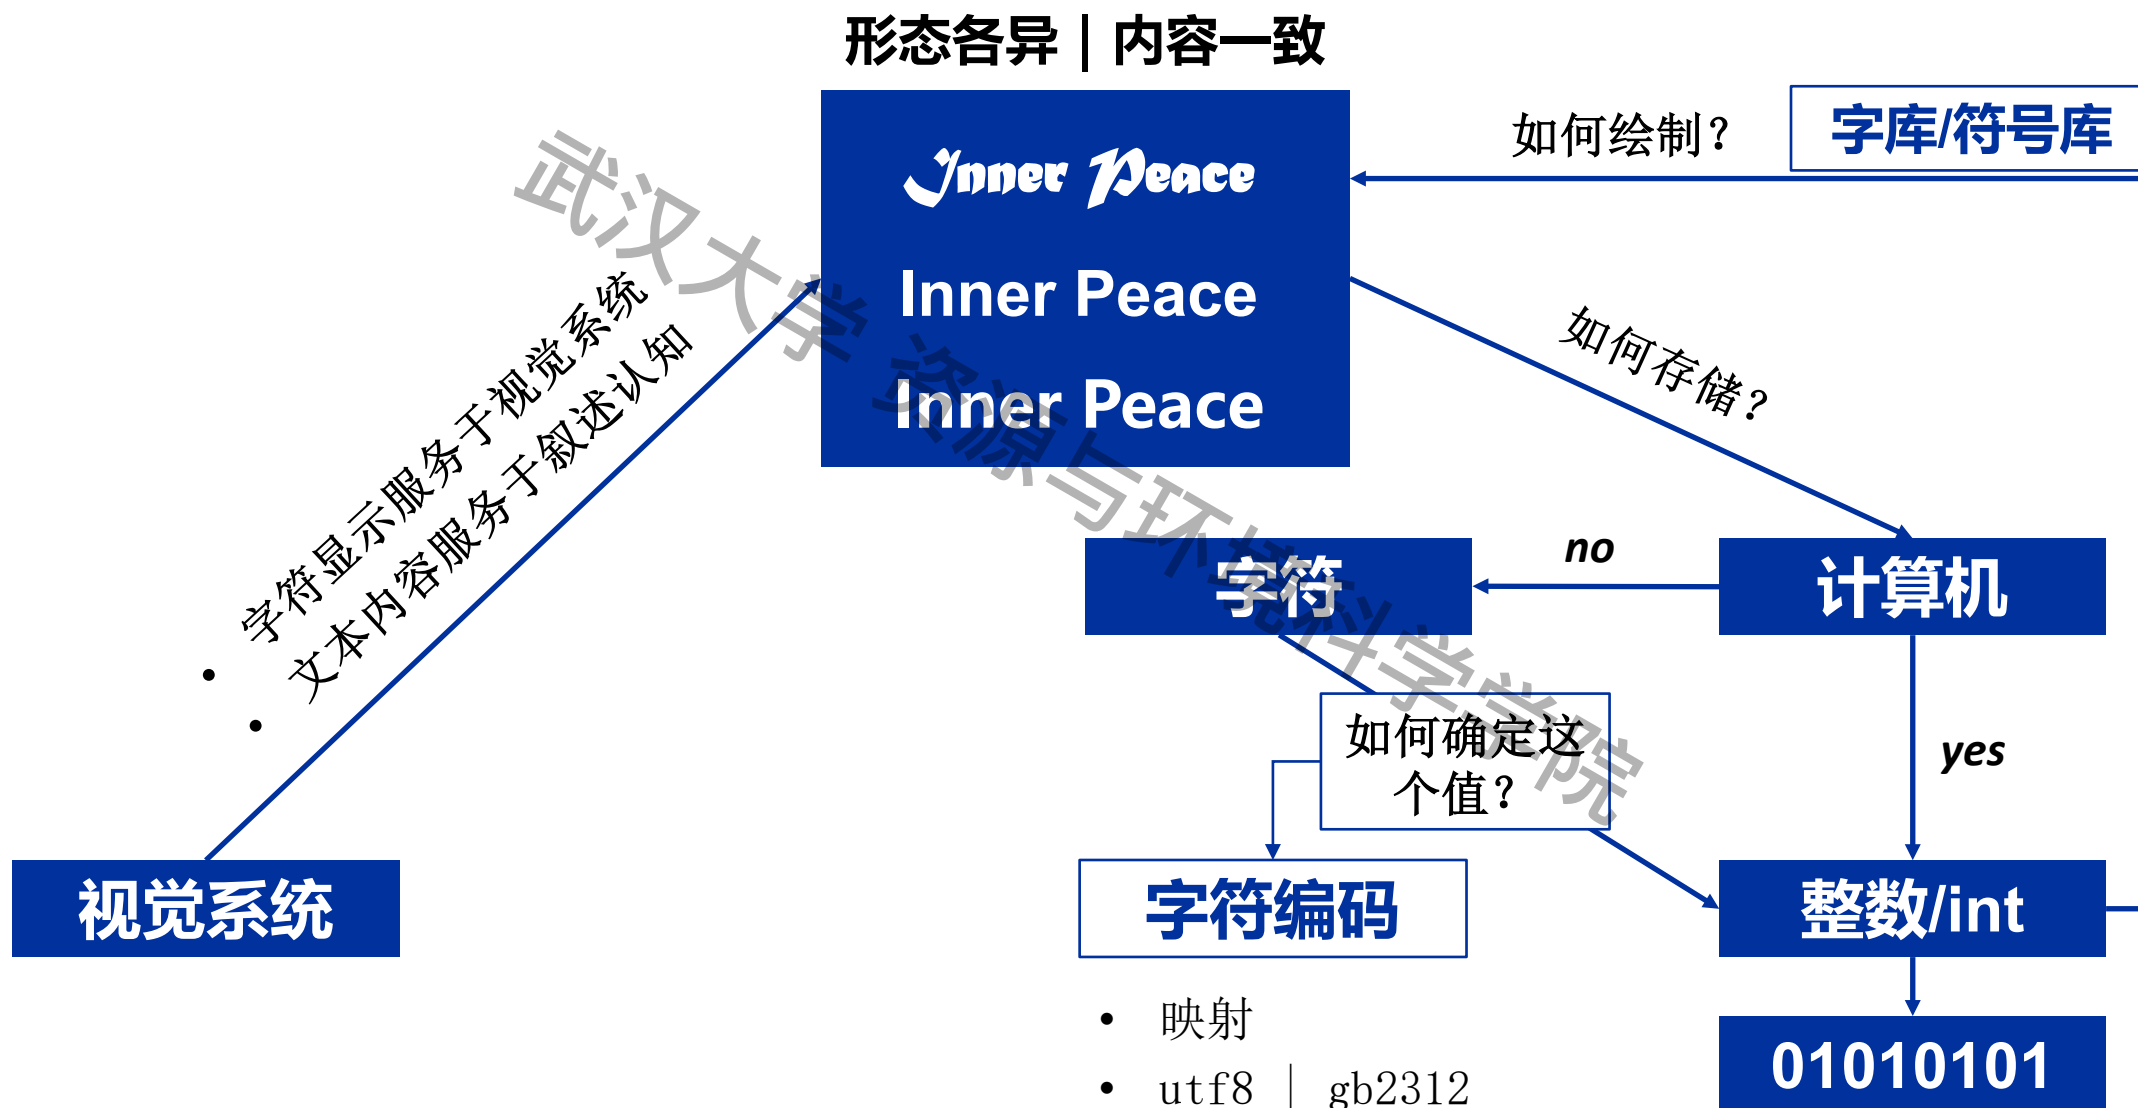 形态各异｜内容一致
Inner Peace
Inner Peace
Inner Peace
如何绘制？
字库/符号库
如何存储？
• 字符显示服务于视觉系统
• 文本内容服务于叙述认知
字符
no
计算机
如何确定这
个值？
yes
视觉系统
字符编码
整数/int
• 映射
• utf8 | gb2312
01010101
武汉大学 资源与环境科学学院